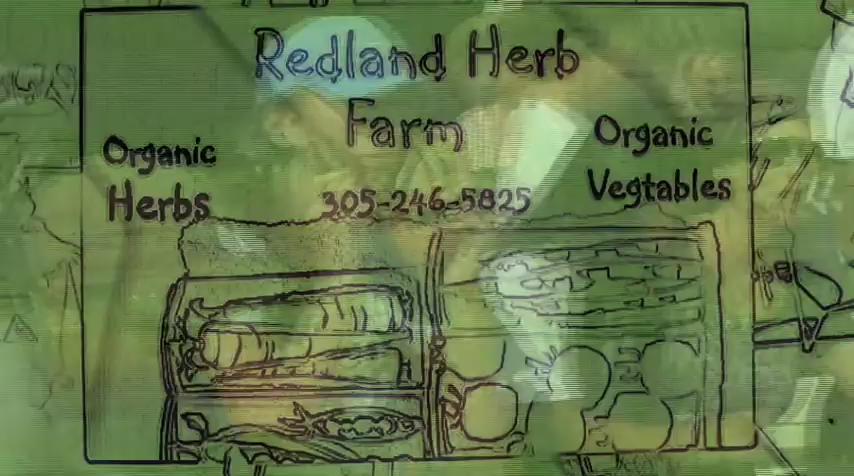 Redland Herb
Farm
Organic
Herbs
Organic
Vegtables
305-246-5825